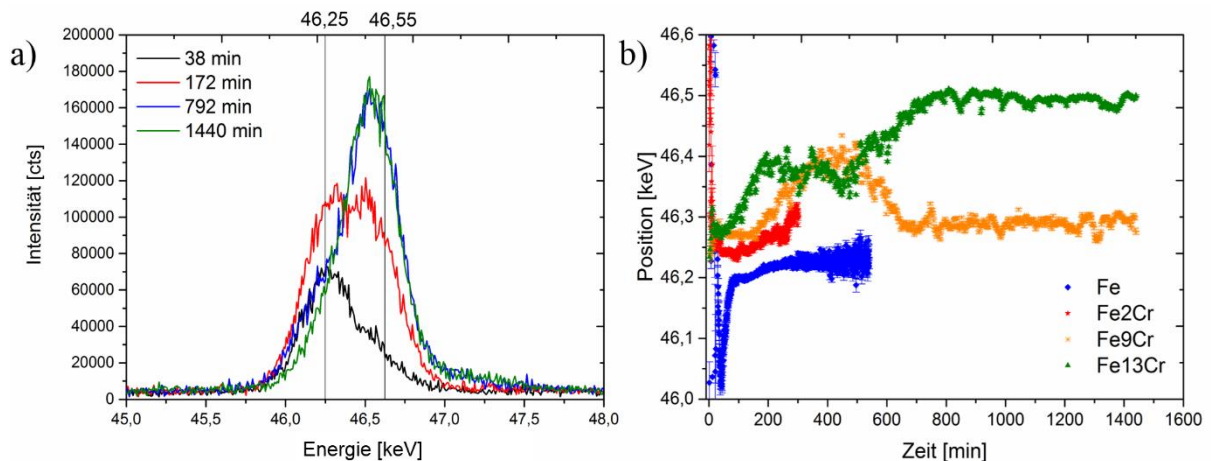 a)
46,25 46,55
200000
180000
160000
140000
120000
100000
80000
60000
40000
20000
0
Intensität [cts]
38 min
172 min
792 min
1440 min
45,0 45,5 46,0 46,5 47,0 47,5 48,0
Energie [keV]
b)
46,6
46,5
46,4
46,3
46,2
46,1
46,0
Position [keV]
Fe
Fe2Cr
Fe9Cr
Fe13Cr
0 200 400 600 800 1000 1200 1400 1600
Zeit [min]